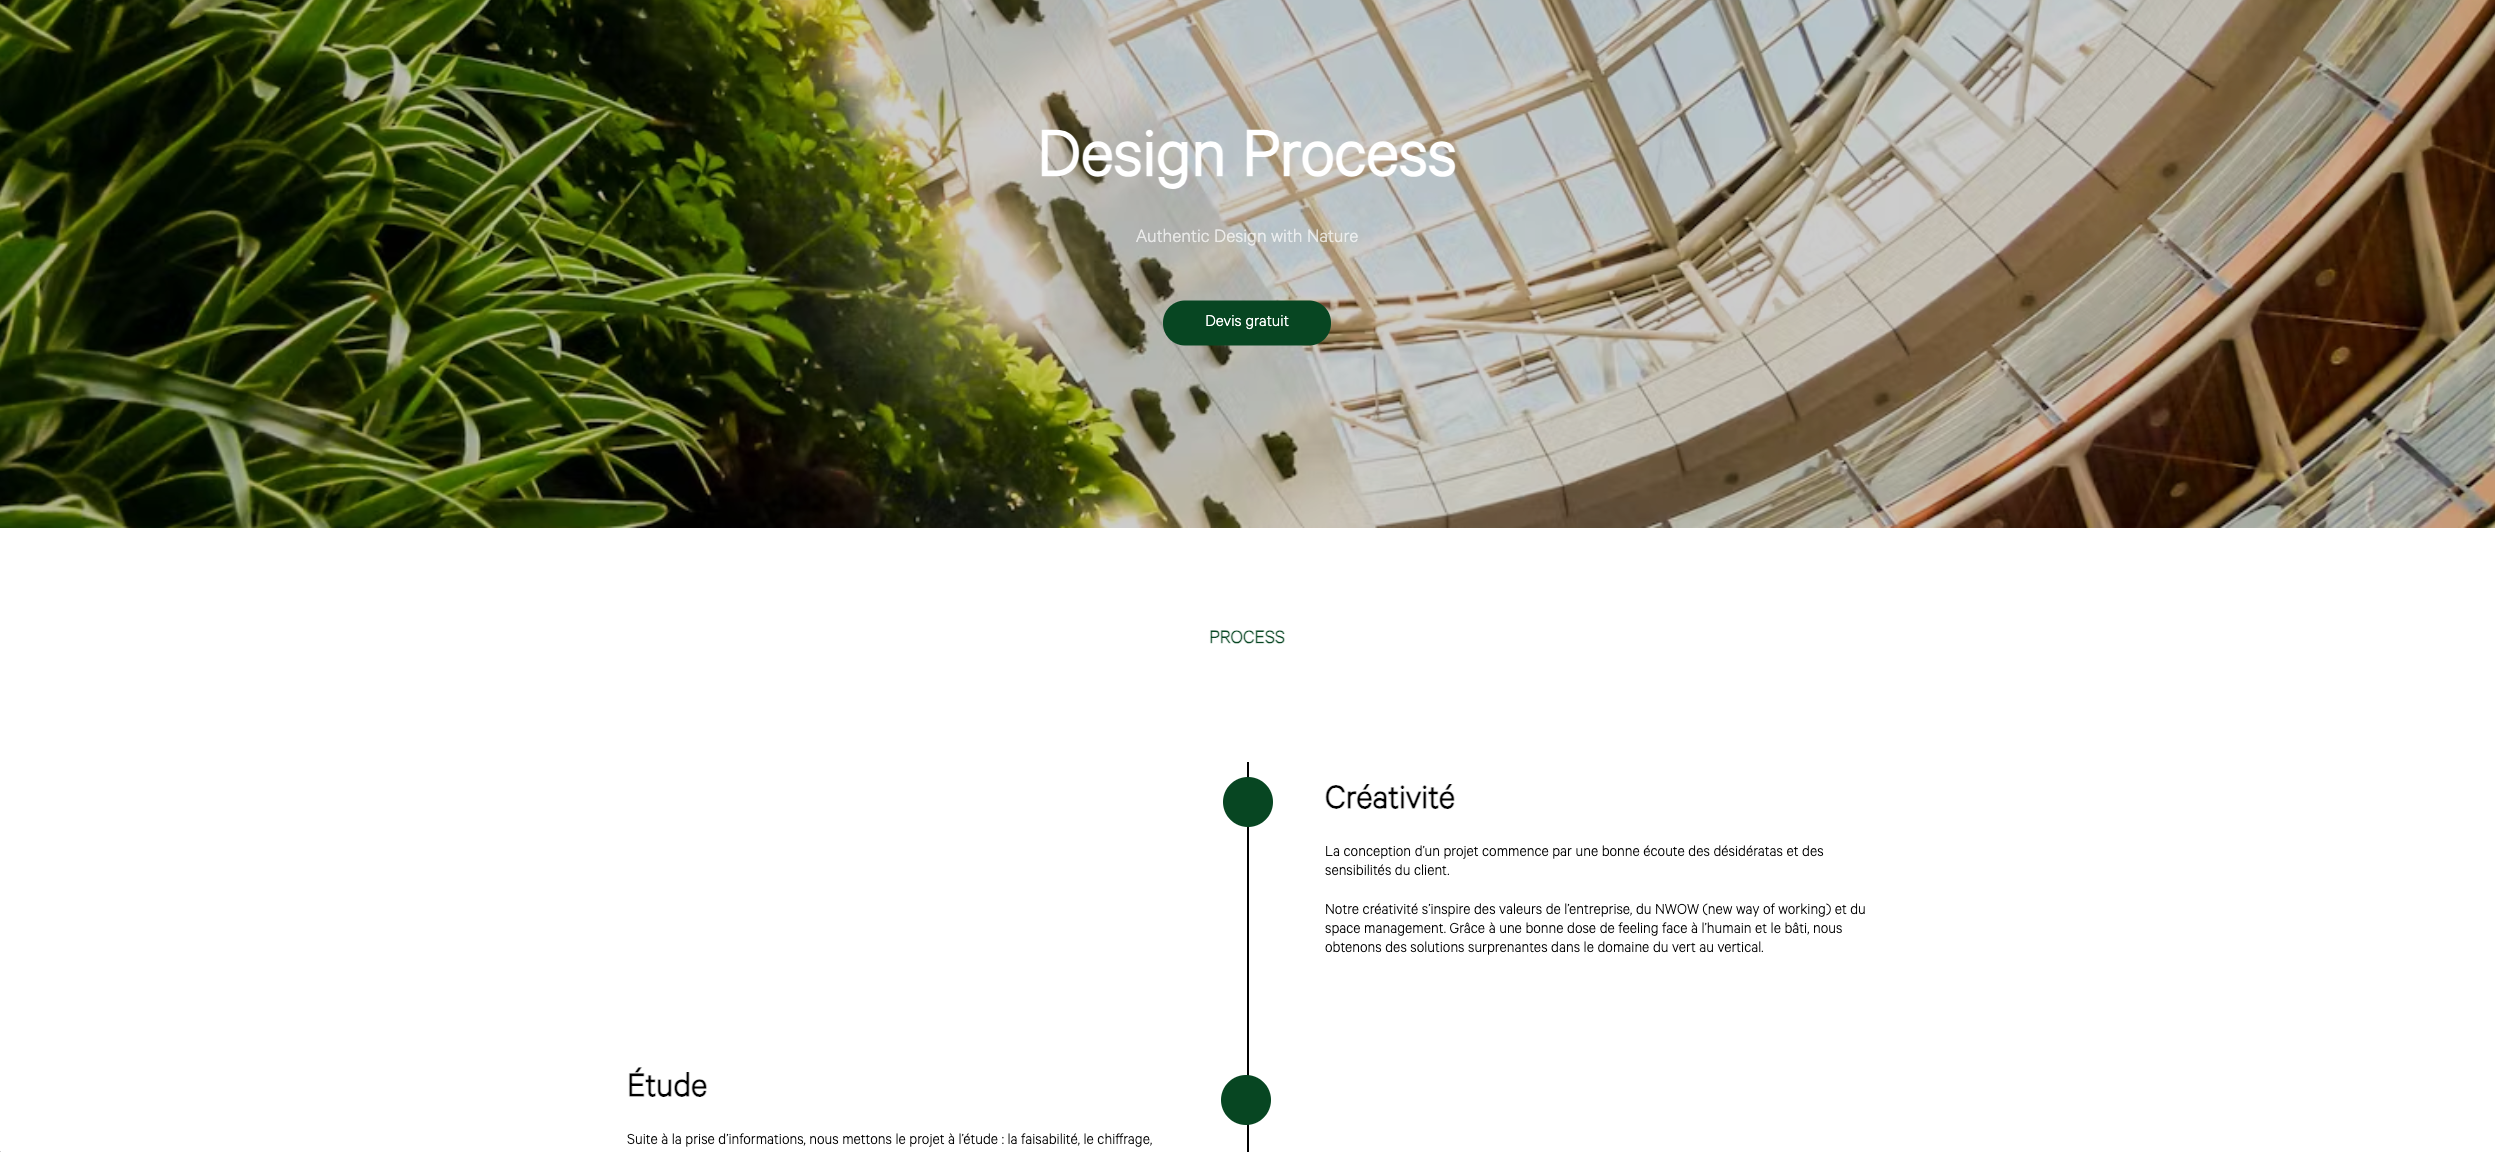 Design Process
Authentic Design with Nature
Devis gratuit
PROCESS
Créativité
La conception d'un projet commence par une bonne écoute des désidératas et des
sensibilités du client.
Notre créativité s'inspire des valeurs de l'entreprise, du NWOW (new way of working) et du
space management. Grâce à une bonne dose de feeling face à l'humain et le bâti, nous
obtenons des solutions surprenantes dans le domaine du vert au vertical.
Étude
Suite à la prise d'informations, nous mettons le projet à l'étude : la faisabilité, le chiffrage,